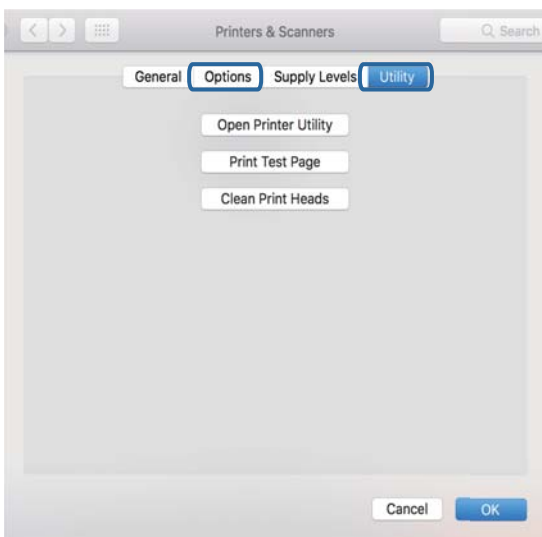 Printers & Scanners
Search
General Options Supply Levels Utility
Open Printer Utility
Print Test Page
Clean Print Heads
Cancel OK